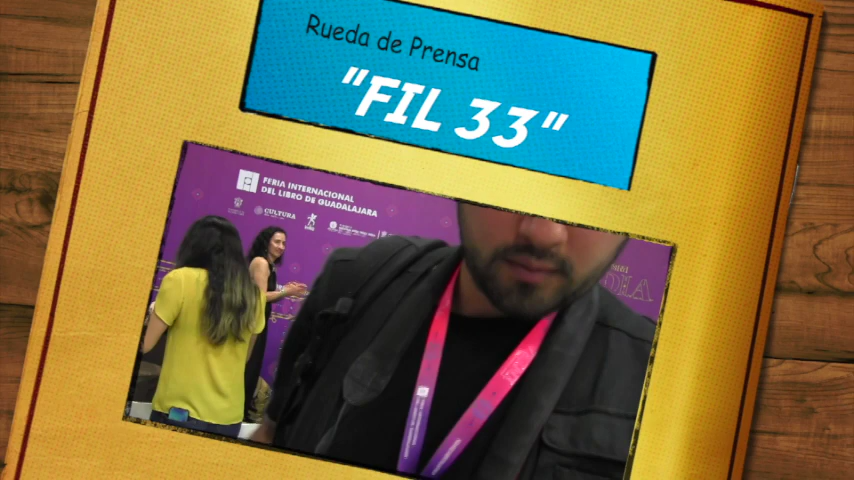 Rueda de Prensa
"FIL 33"
FERIA INTERNACIONAL
DEL LIBRO DE GUADALAJARA
CULTURA